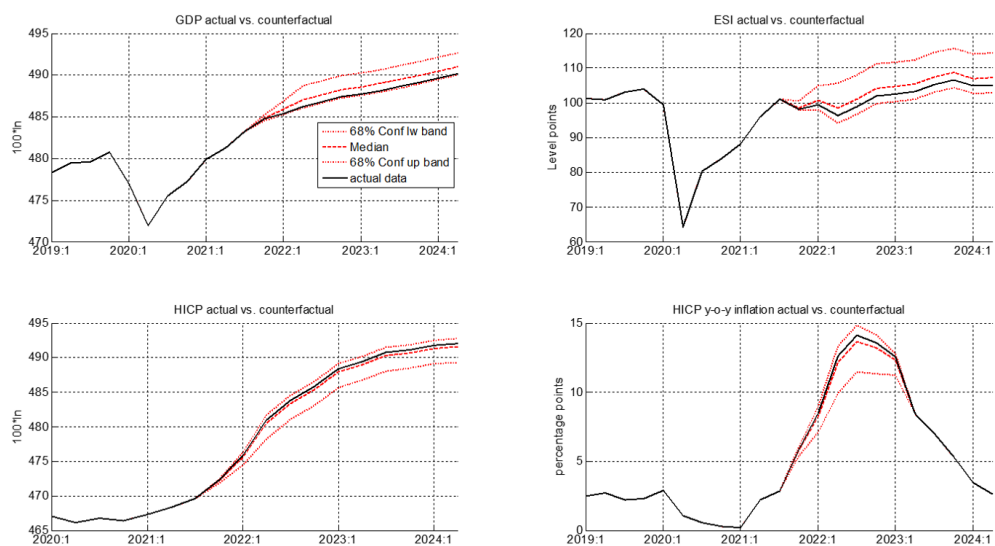 GDP actual vs. counterfactual
495
490
485
480
475
470
100*ln
2019:1 2020:1 2021:1 2022:1 2023:1 2024:1
68% Conf lw band
Median
68% Conf up band
actual data
ESI actual vs. counterfactual
120
110
100
90
80
70
60
Level points
2019:1 2020:1 2021:1 2022:1 2023:1 2024:1
HICP actual vs. counterfactual
495
490
485
480
475
470
465
100*ln
2020:1 2021:1 2022:1 2023:1 2024:1
HICP y-o-y inflation actual vs. counterfactual
15
10
5
0
percentage points
2019:1 2020:1 2021:1 2022:1 2023:1 2024:1